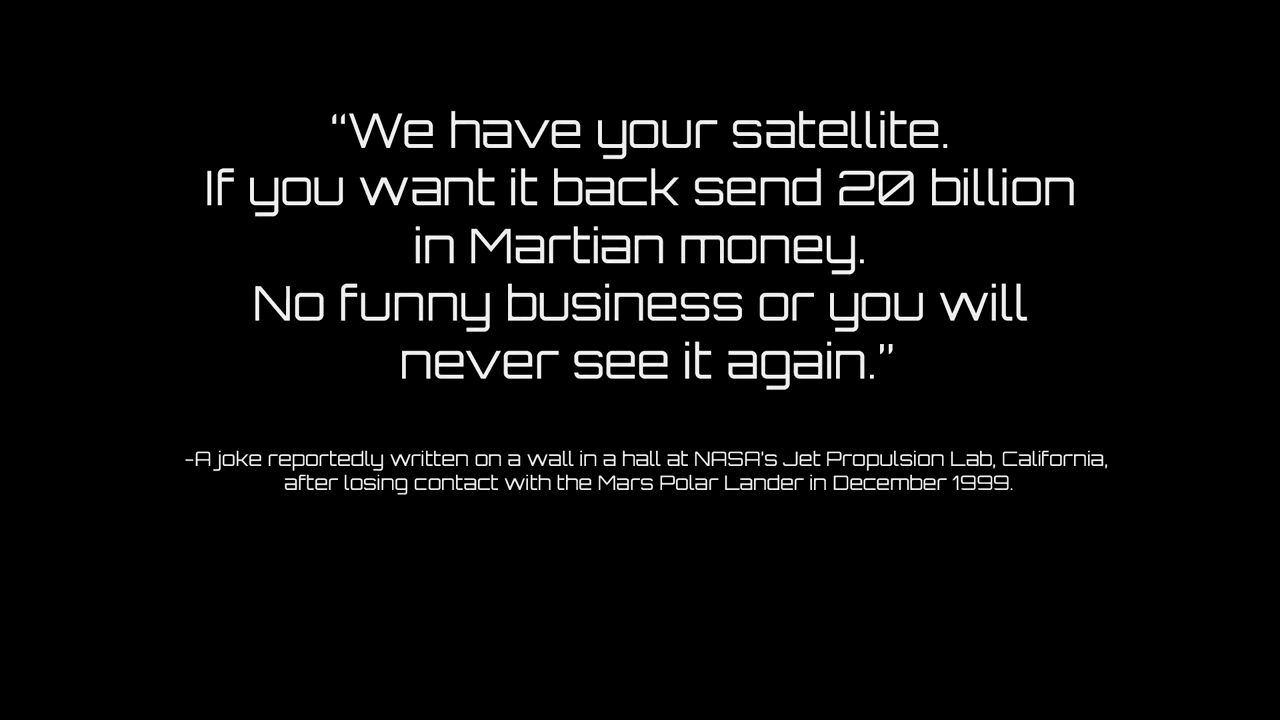 “We have your satellite.
If you want it back send 20 billion
in Martian money.
No funny business or you will
never see it again.”
-A joke reportedly written on a wall in a hall at NASA's Jet Propulsion Lab, California,
after losing contact with the Mars Polar Lander in December 1999.